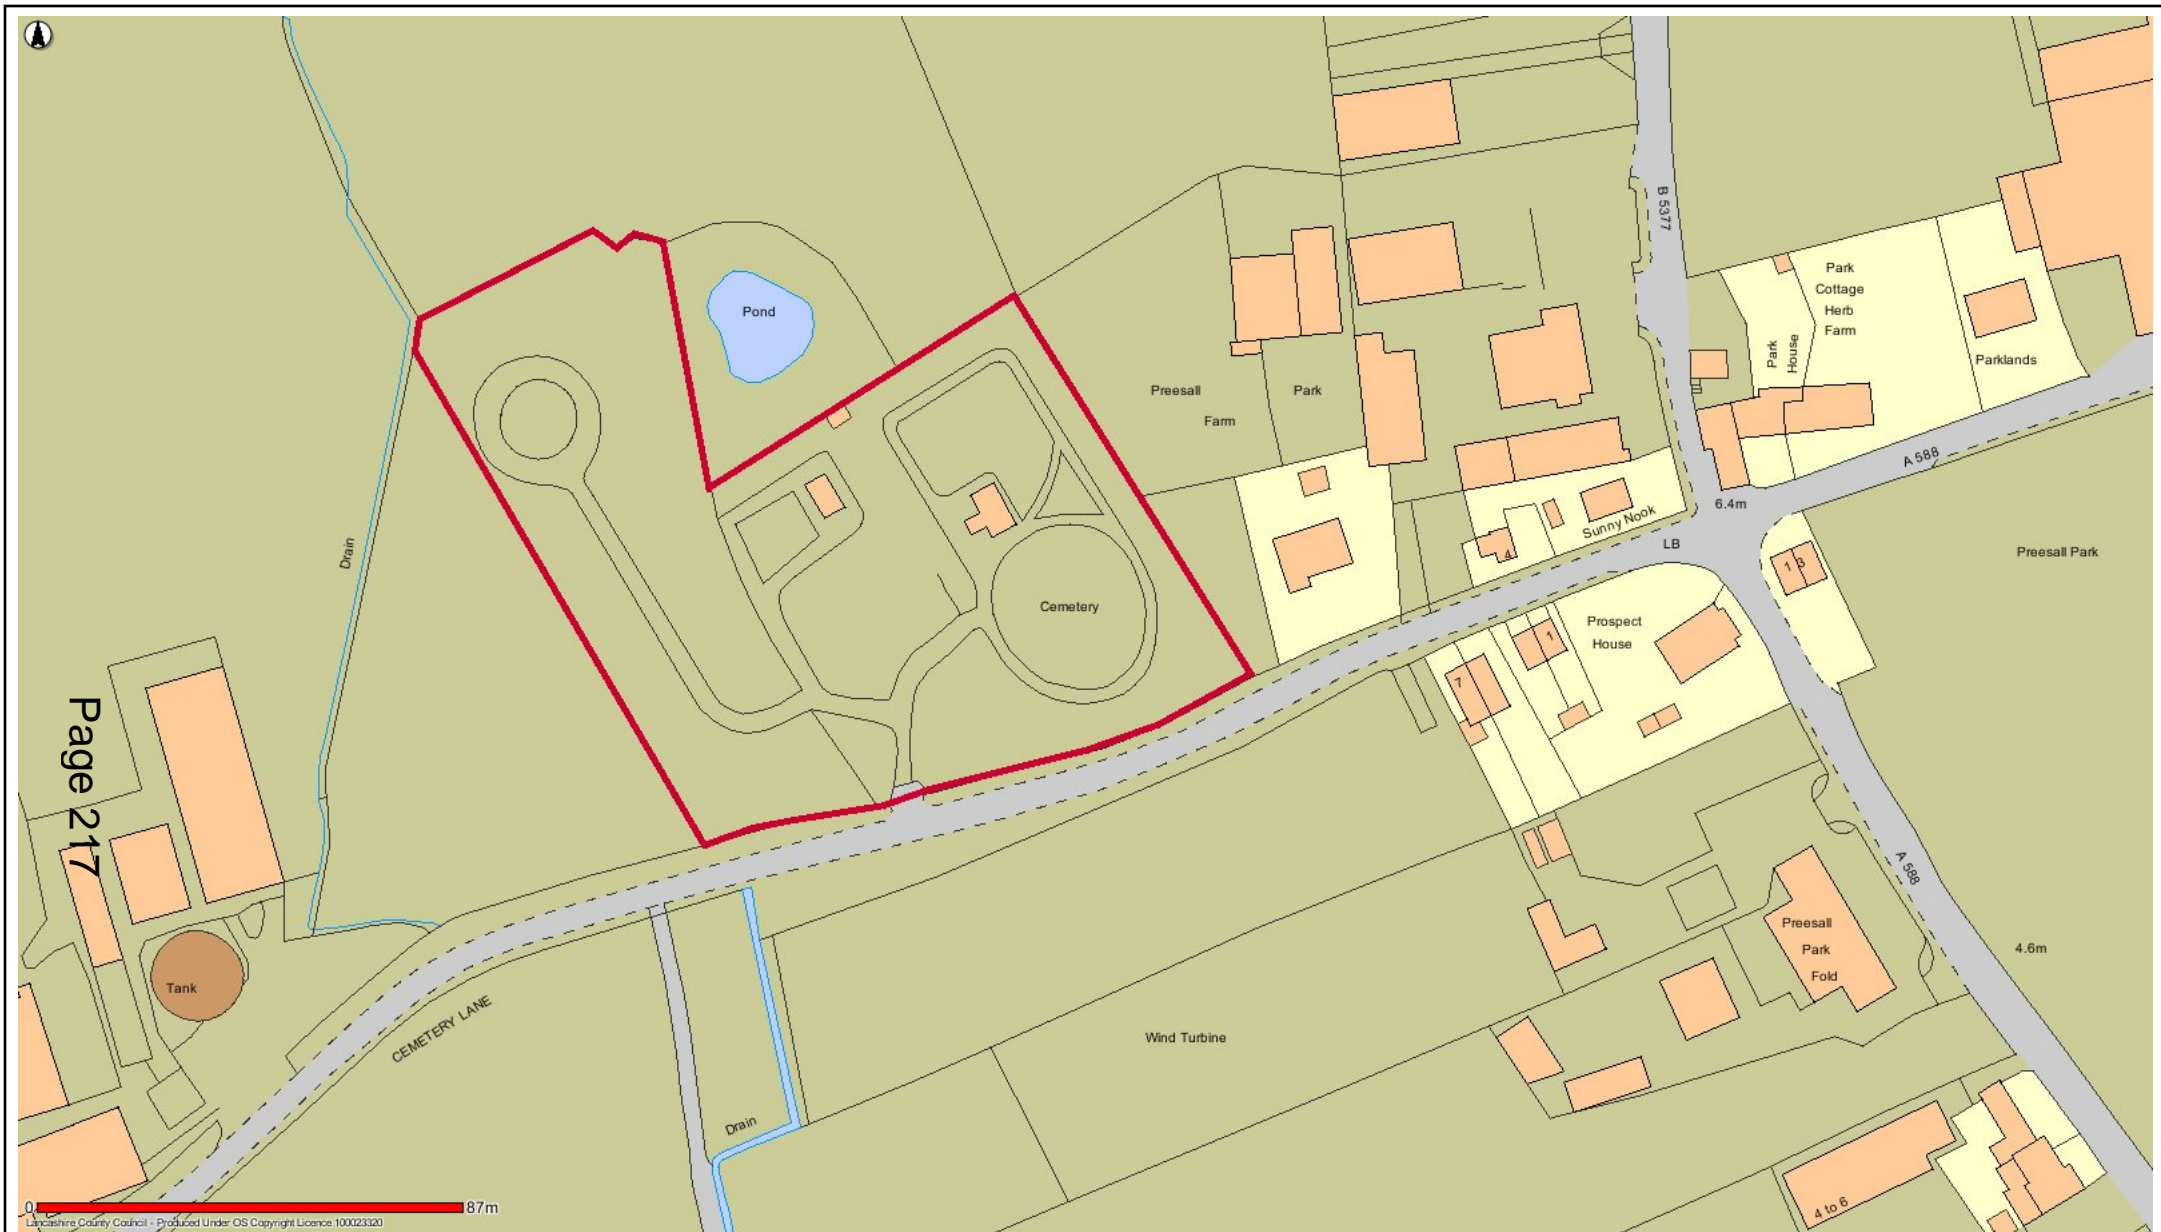 B 5377
Park
Cottage
Herb
Farm
Park
House
Parklands
Pond
Preesall
Farm
Park
A 588
6.4m
Sunny Nook
LB
4
1 3
Preesall Park
Drain
Cemetery
Prospect
House
1
7
Page 217
A 588
Preesall
Park
Fold
4.6m
Tank
CEMETERY LANE
Wind Turbine
Drain
4 to 6
0
87m
Lancashire County Council - Produced Under OS Copyright Licence 100023320